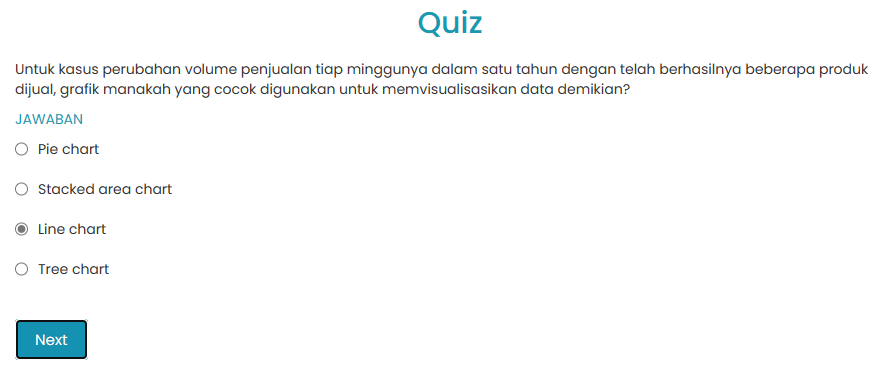 Quiz
Untuk kasus perubahan volume penjualan tiap minggunya dalam satu tahun dengan telah berhasilnya beberapa produk
dijual, grafik manakah yang cocok digunakan untuk memvisualisasikan data demikian?
JAWABAN
Pie chart
Stacked area chart
Line chart
Tree chart
Next